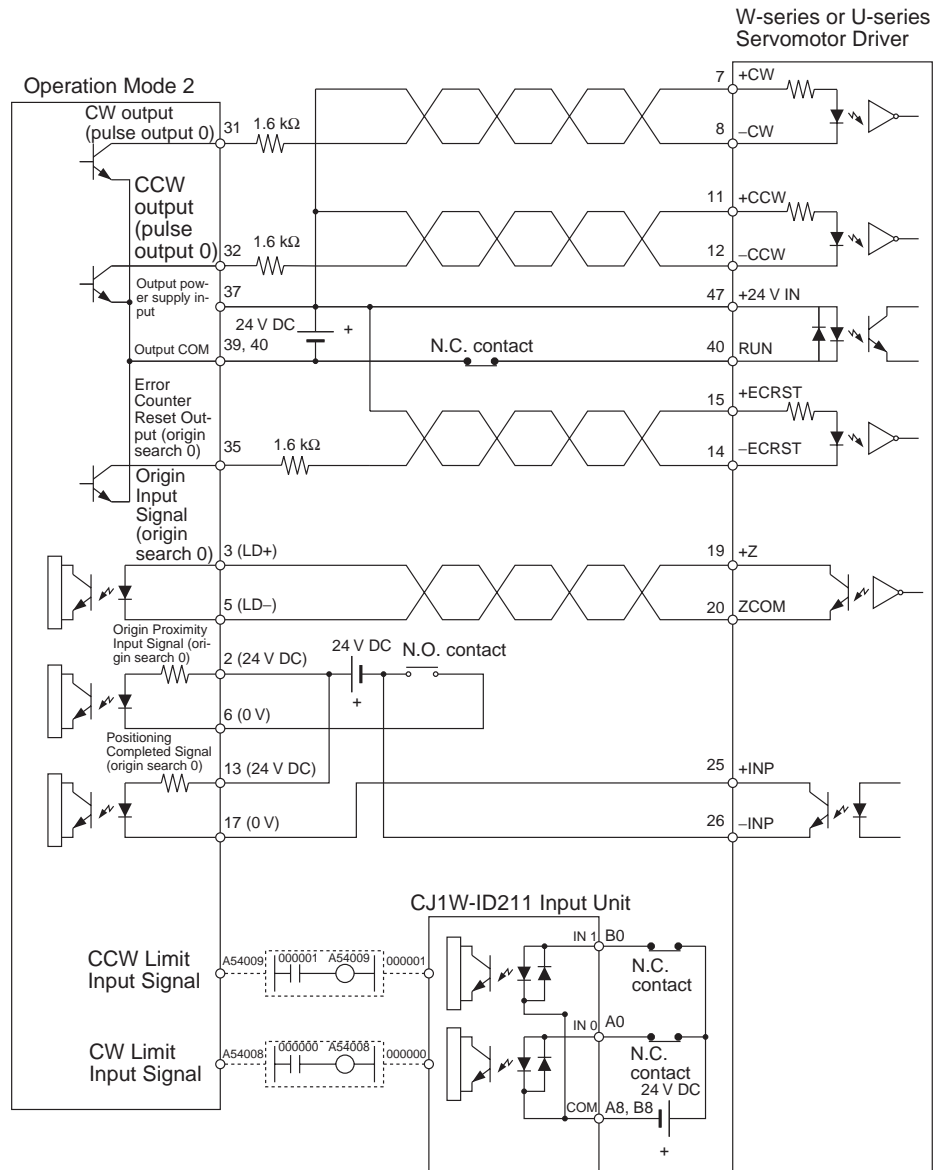 W-series or U-series
Servomotor Driver
Operation Mode 2
CW output
(pulse output 0)
31
1.6 kΩ
7
+CW
8
–CW
CCW
output
(pulse
output 0)
32
1.6 kΩ
11
+CCW
12
–CCW
Output pow-
er supply in-
put
37
47
+24 V IN
24 V DC
+
Output COM
39, 40
N.C. contact
40
RUN
Error
Counter
Reset Out-
put (origin
search 0)
35
1.6 kΩ
15
+ECRST
14
–ECRST
Origin
Input
Signal
(origin
search 0)
3 (LD+)
19
+Z
5 (LD–)
20
ZCOM
Origin Proximity
Input Signal (ori-
gin search 0)
2 (24 V DC)
24 V DC
N.O. contact
+
6 (0 V)
Positioning
Completed Signal
(origin search 0)
13 (24 V DC)
25
+INP
17 (0 V)
26
–INP
CJ1W-ID211 Input Unit
CCW Limit
Input Signal
A54009
000001
A54009
000001
IN 1
B0
N.C.
contact
CW Limit
Input Signal
A54008
000000
A54008
000000
IN 0
A0
N.C.
contact
24 V DC
COM
A8, B8
+